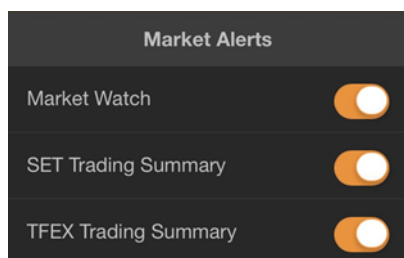 Market Alerts
Market Watch
SET Trading Summary
TFEX Trading Summary